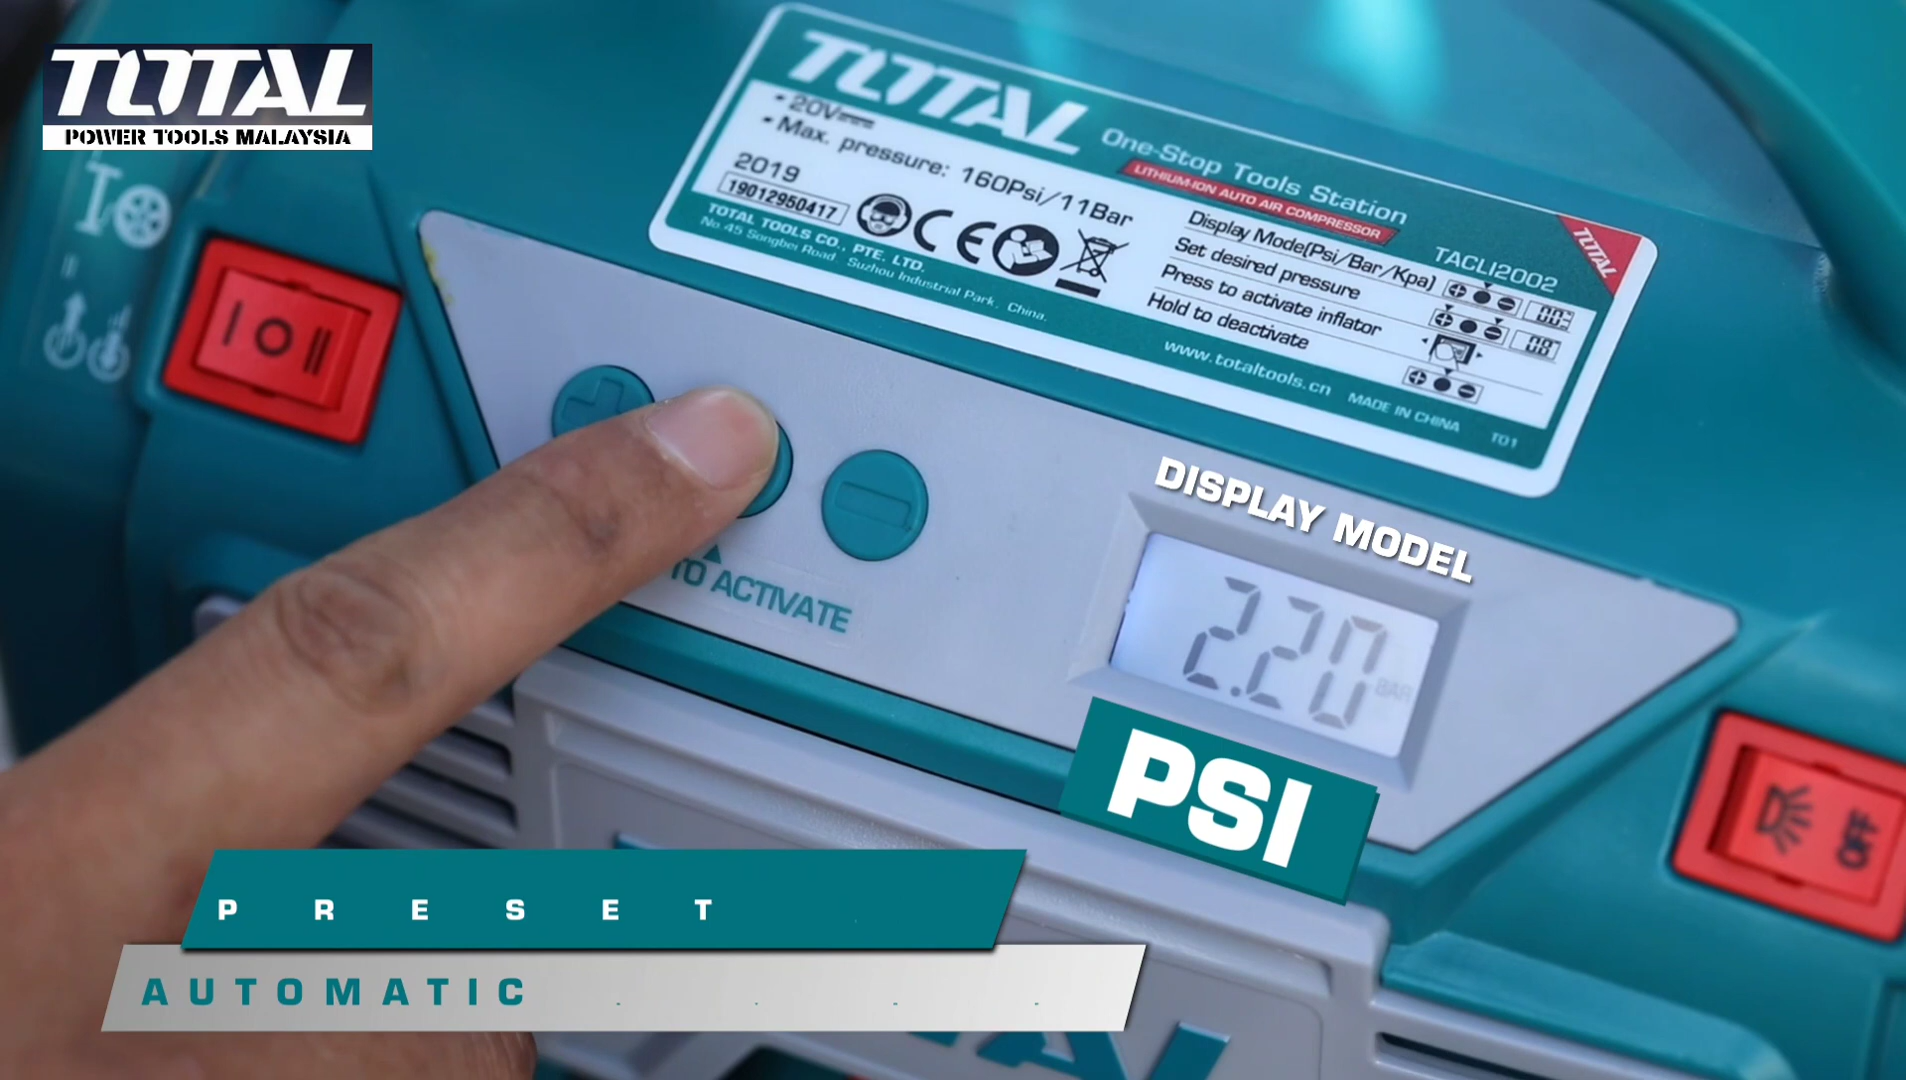 TOTAL
POWER TOOLS MALAYSIA
TOTAL
One-Stop Tools Station
LITHIUM-ION AUTO AIR COMPRESSOR
TACLI2002
TOTAL
• 20V
• Max. pressure: 160Psi/11Bar
2019
19012950417
CE
TOTAL TOOLS CO., PTE. LTD.
No.45 Songbei Road, Suzhou Industrial Park, China.
Display Mode(Psi/Bar/Kpa)
Set desired pressure
Press to activate inflator
Hold to deactivate
www.totaltools.cn MADE IN CHINA T01
I O II
TO ACTIVATE
DISPLAY MODEL
2.20 BAR
PSI
OFF
PRESET
AUTOMATIC